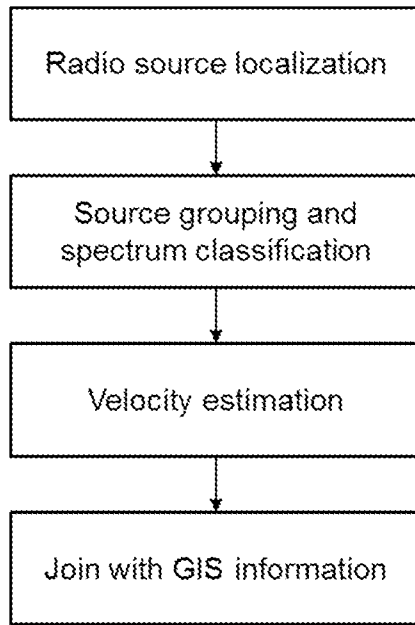 Radio source localization
Source grouping and
spectrum classification
Velocity estimation
Join with GIS information